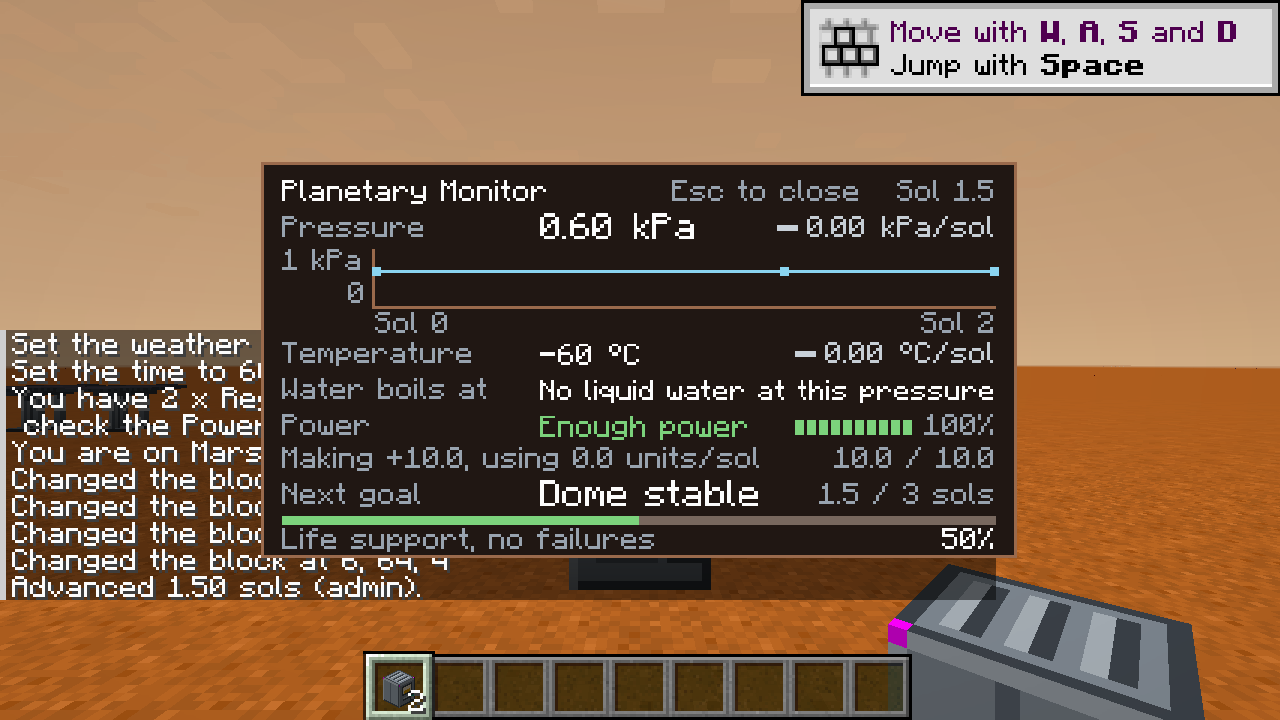 Move with W, A, S and D
Jump with Space
Planetary Monitor Esc to close Sol 1.5
Pressure 0.60 kPa 0.00 kPa/sol
1 kPa
0
Sol 0 Sol 2
Temperature -60 °C 0.00 °C/sol
Water boils at No liquid water at this pressure
Power Enough power 100%
Making +10.0, using 0.0 units/sol 10.0 / 10.0
Next goal Dome stable 1.5 / 3 sols
Life support, no failures 50%
Set the weather
Set the time to
You have 2 x
check the Power
You are on Mars
Changed the
Changed the
Changed the
Changed the block at 6, 64, 4
Advanced 1.50 sols (admin).
2